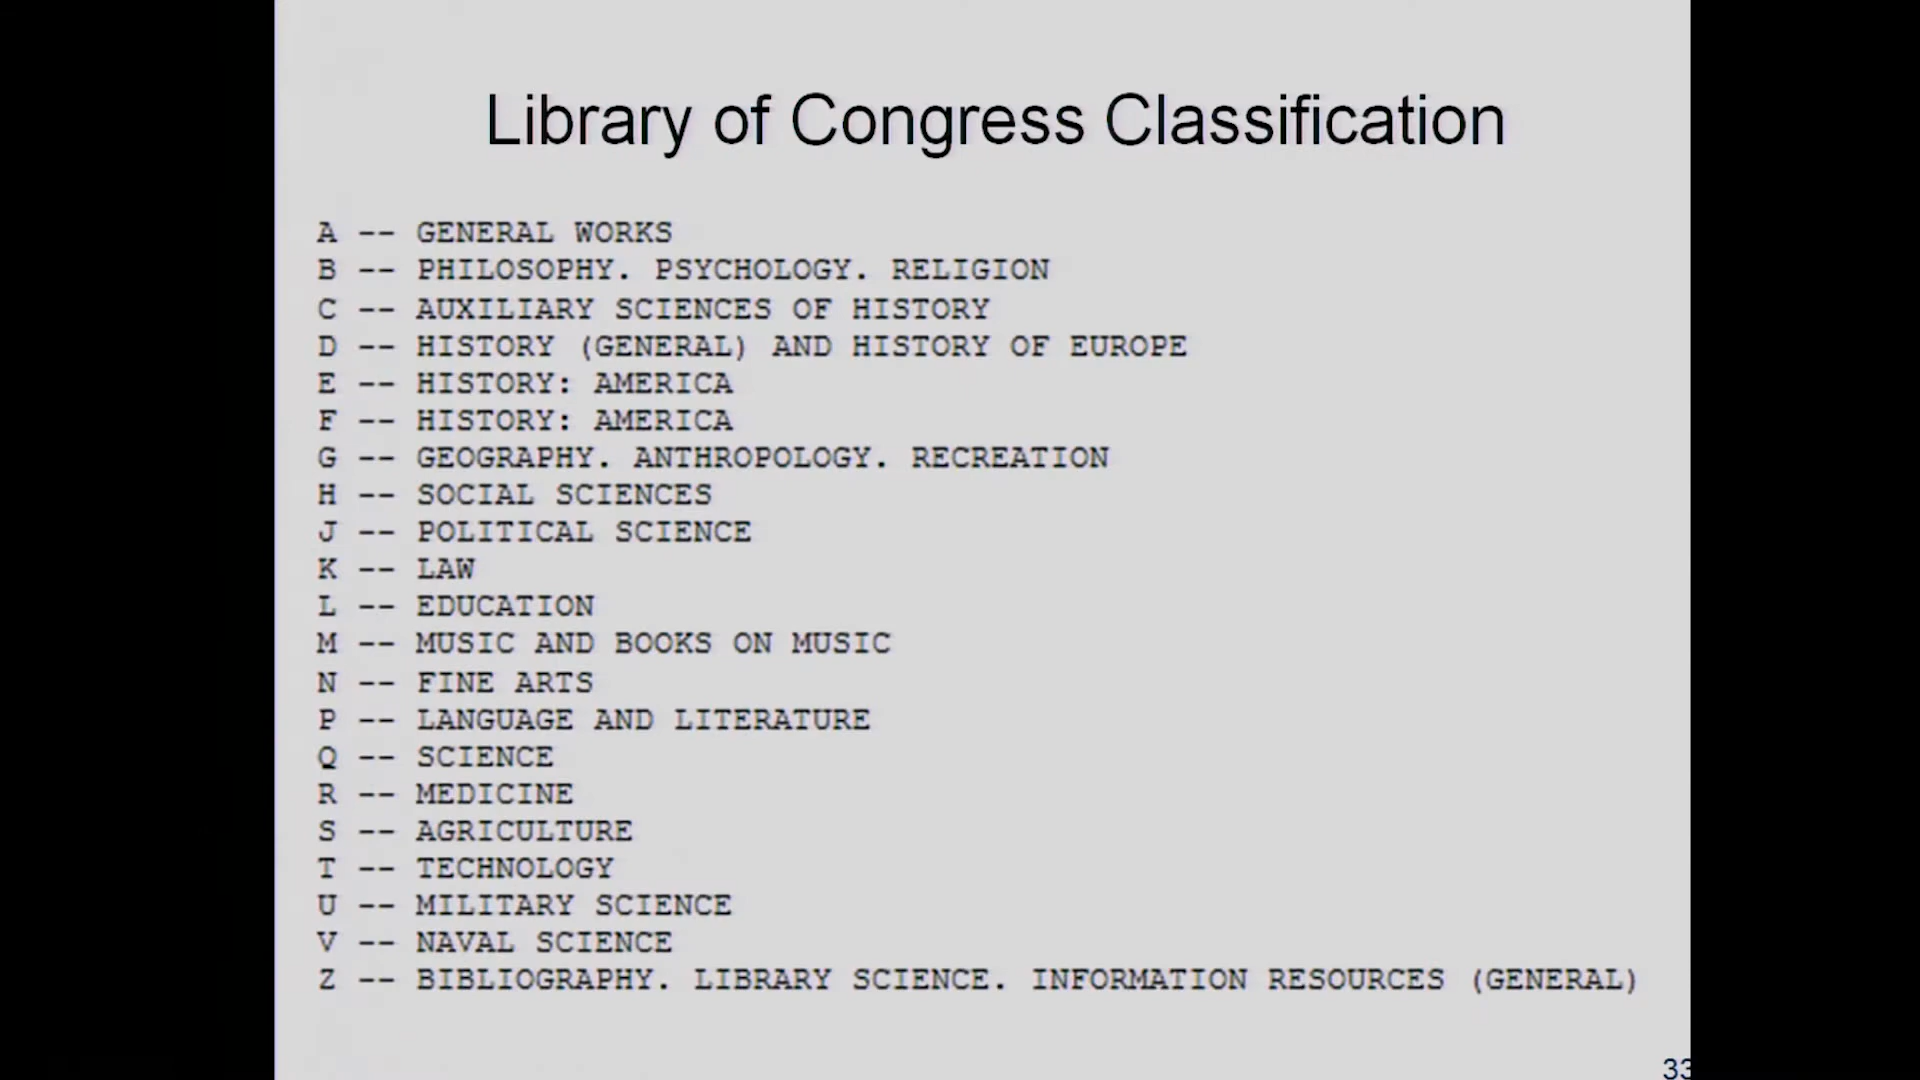 Library of Congress Classification
A -- GENERAL WORKS
B -- PHILOSOPHY. PSYCHOLOGY. RELIGION
C -- AUXILIARY SCIENCES OF HISTORY
D -- HISTORY (GENERAL) AND HISTORY OF EUROPE
E -- HISTORY: AMERICA
F -- HISTORY: AMERICA
G -- GEOGRAPHY. ANTHROPOLOGY. RECREATION
H -- SOCIAL SCIENCES
J -- POLITICAL SCIENCE
K -- LAW
L -- EDUCATION
M -- MUSIC AND BOOKS ON MUSIC
N -- FINE ARTS
P -- LANGUAGE AND LITERATURE
Q -- SCIENCE
R -- MEDICINE
S -- AGRICULTURE
T -- TECHNOLOGY
U -- MILITARY SCIENCE
V -- NAVAL SCIENCE
Z -- BIBLIOGRAPHY. LIBRARY SCIENCE. INFORMATION RESOURCES (GENERAL)
33